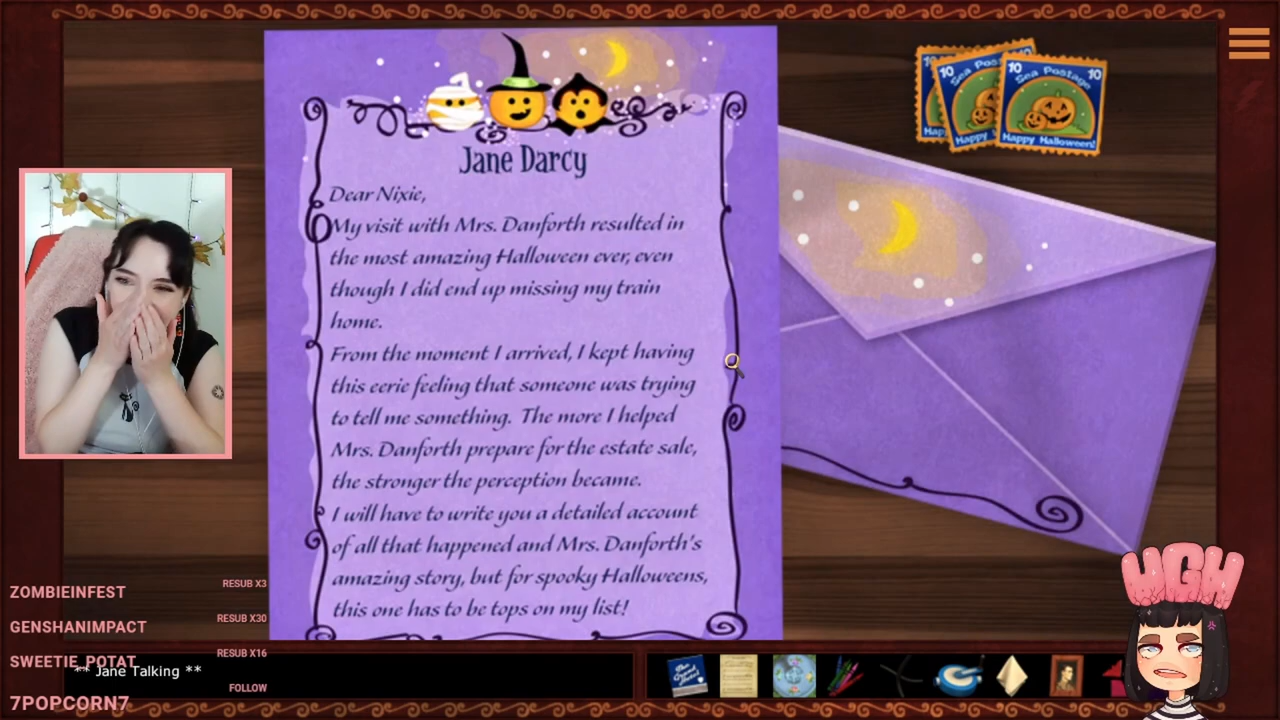 Jane Darcy
Dear Nixie,
My visit with Mrs. Danforth resulted in
the most amazing Halloween ever, even
though I did end up missing my train
home.
From the moment I arrived, I kept having
this eerie feeling that someone was trying
to tell me something. The more I helped
Mrs. Danforth prepare for the estate sale,
the stronger the perception became.
I will have to write you a detailed account
of all that happened and Mrs. Danforth's
amazing story, but for spooky Halloweens,
this one has to be tops on my list!
10
10
10 10
Sea Postage
Happy Halloween!
ZOMBIEINFEST RESUB X3
GENSHANIMPACT RESUB X30
SWEETIE_POTAT RESUB X16
** Jane Talking **
7POPCORN7 FOLLOW
UGH